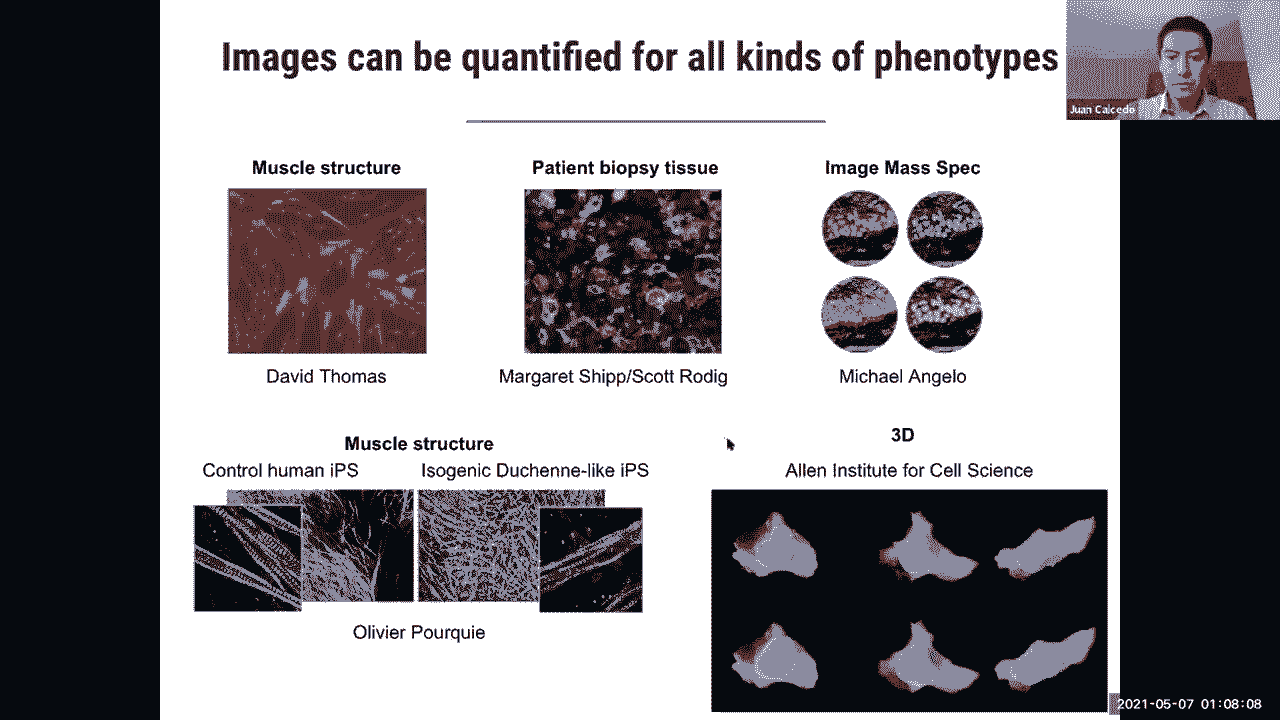 Images can be quantified for all kinds of phenotypes
Juan Caicedo
Muscle structure
Patient biopsy tissue
Image Mass Spec
David Thomas
Margaret Shipp/Scott Rodig
Michael Angelo
Muscle structure
Control human iPS
Isogenic Duchenne-like iPS
3D
Allen Institute for Cell Science
Olivier Pourquie
2021-05-07 01:08:08